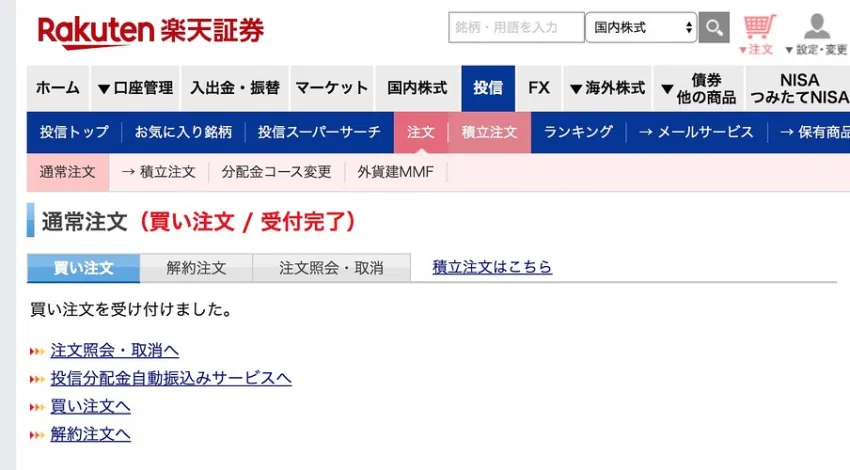 Rakuten 楽天証券
銘柄・用語を入力 国内株式
▼注文 ▼設定・変更
ホーム ▼口座管理 入出金・振替 マーケット 国内株式 投信 FX ▼海外株式 ▼債券 他の商品 NISA つみたてNISA
投信トップ お気に入り銘柄 投信スーパーサーチ 注文 積立注文 ランキング → メールサービス → 保有商品
通常注文 → 積立注文 分配金コース変更 外貨建MMF
通常注文(買い注文 / 受付完了)
買い注文 解約注文 注文照会・取消 積立注文はこちら
買い注文を受け付けました。
注文照会・取消へ
投信分配金自動振込みサービスへ
買い注文へ
解約注文へ